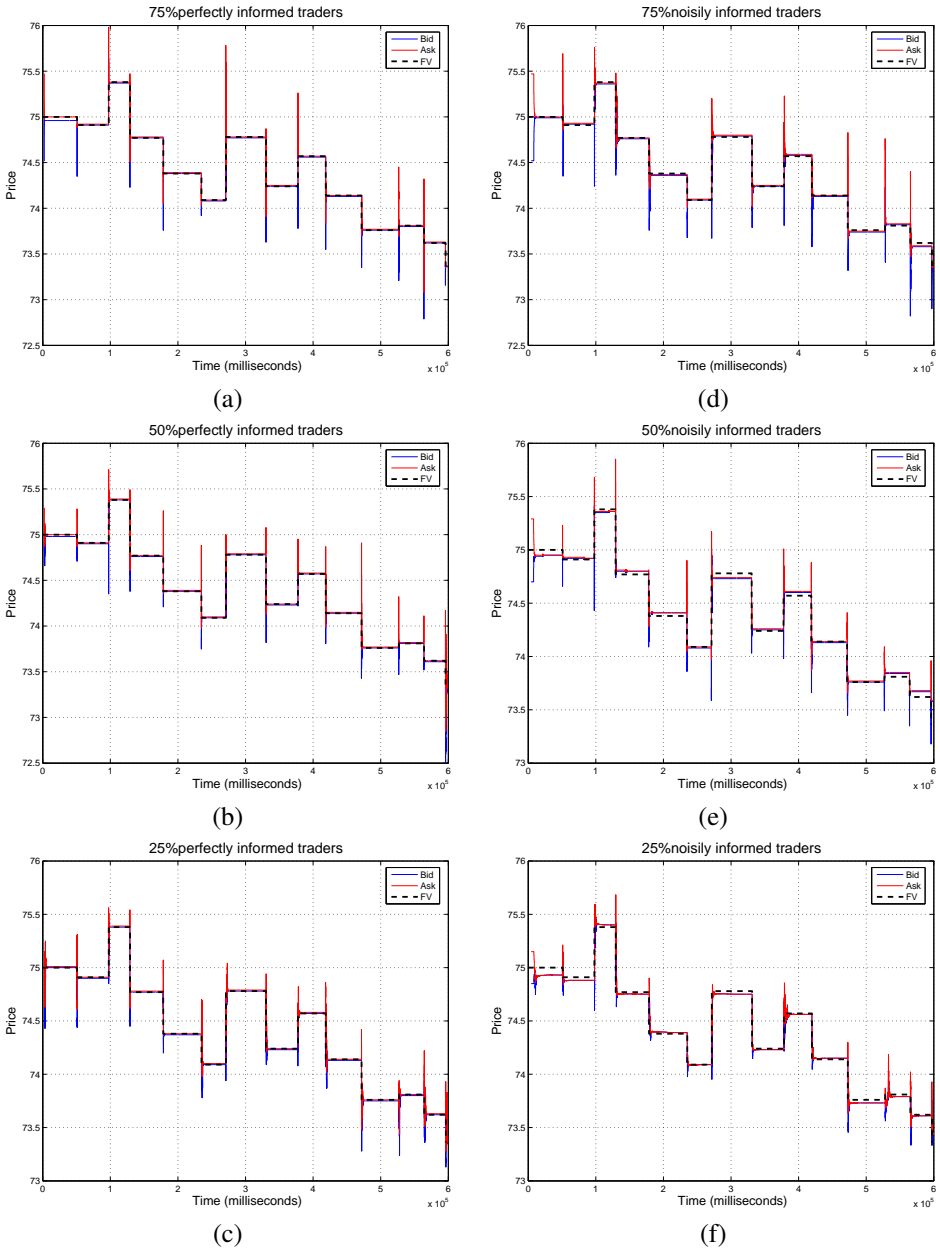 75%perfectly informed traders
76
75.5
75
74.5
74
73.5
73
72.5
Price
Bid
Ask
FV
0
1
2
3
4
5
6
x 10^5
Time (milliseconds)
(a)
75%noisily informed traders
76
75.5
75
74.5
74
73.5
73
72.5
Price
Bid
Ask
FV
0
1
2
3
4
5
6
x 10^5
Time (milliseconds)
(d)
50%perfectly informed traders
76
75.5
75
74.5
74
73.5
73
72.5
Price
Bid
Ask
FV
0
1
2
3
4
5
6
x 10^5
Time (milliseconds)
(b)
50%noisily informed traders
76
75.5
75
74.5
74
73.5
73
Price
Bid
Ask
FV
0
1
2
3
4
5
6
x 10^5
Time (milliseconds)
(e)
25%perfectly informed traders
76
75.5
75
74.5
74
73.5
73
Price
Bid
Ask
FV
0
1
2
3
4
5
6
x 10^5
Time (milliseconds)
(c)
25%noisily informed traders
76
75.5
75
74.5
74
73.5
73
Price
Bid
Ask
FV
0
1
2
3
4
5
6
x 10^5
Time (milliseconds)
(f)